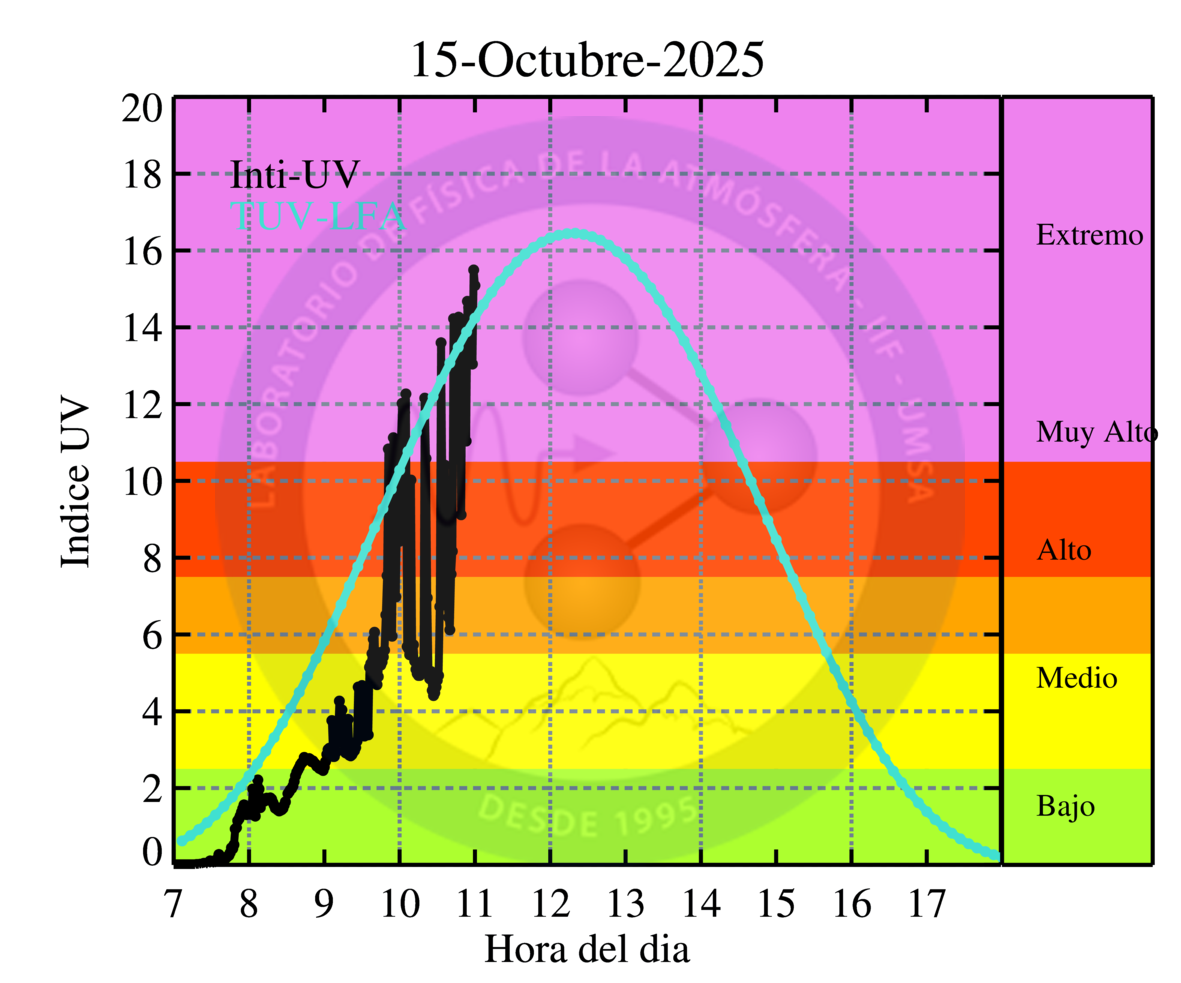 15-Octubre-2025
20
18
16
14
12
10
8
6
4
2
0
Indice UV
Inti-UV
TUV-LFA
LABORATORIO DE FÍSICA DE LA ATMÓSFERA - IIF - UMSA
DESDE 1995
Extremo
Muy Alto
Alto
Medio
Bajo
7 8 9 10 11 12 13 14 15 16 17
Hora del dia